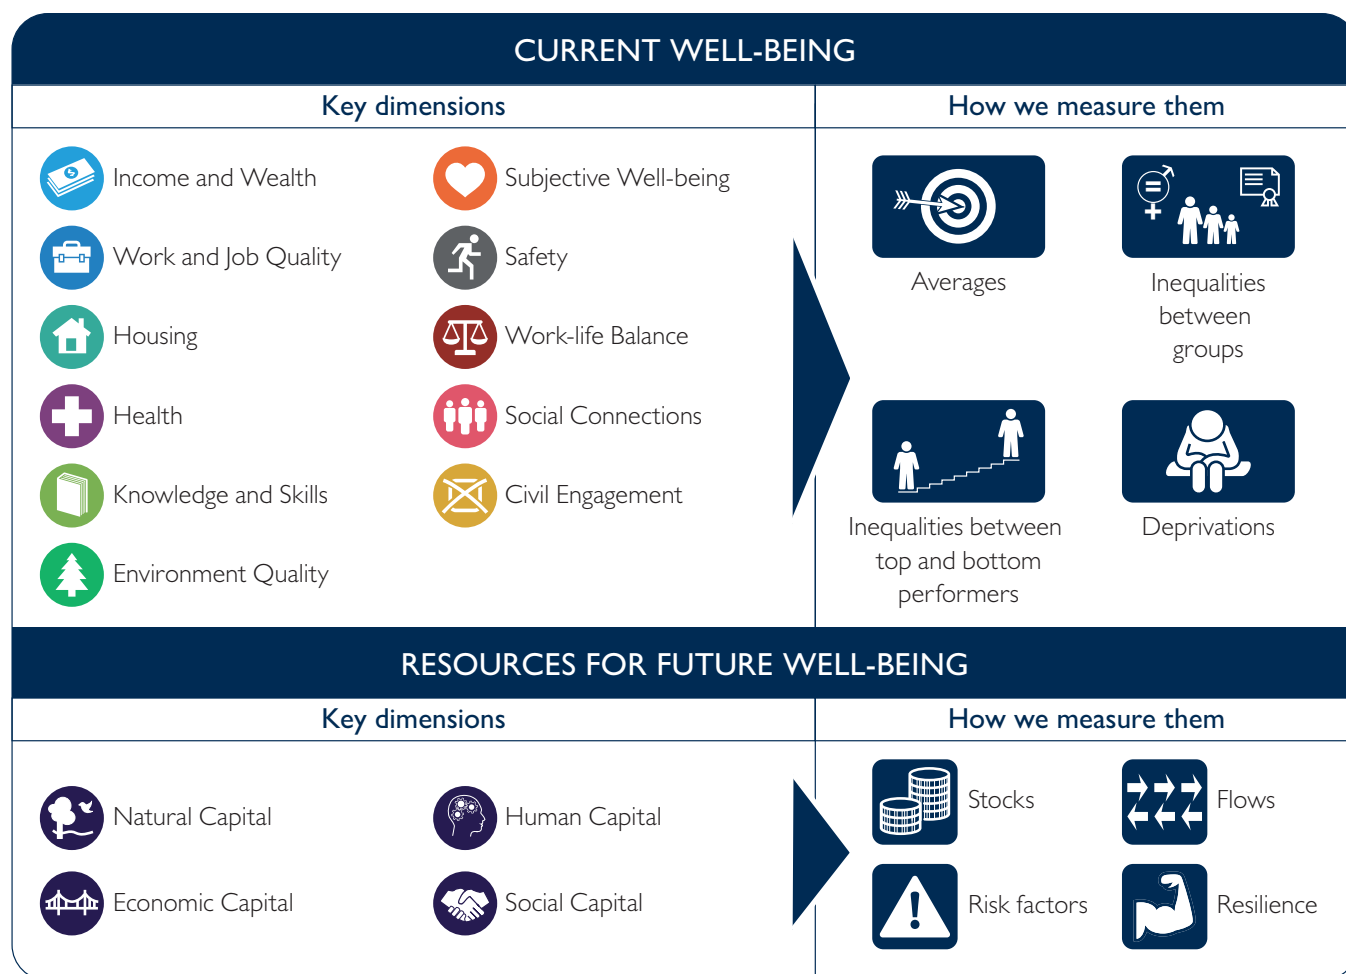 CURRENT WELL-BEING
Key dimensions
How we measure them
Income and Wealth
Work and Job Quality
Housing
Health
Knowledge and Skills
Environment Quality
Subjective Well-being
Safety
Work-life Balance
Social Connections
Civil Engagement
Averages
Inequalities
between
groups
Inequalities between
top and bottom
performers
Deprivations
RESOURCES FOR FUTURE WELL-BEING
Key dimensions
How we measure them
Natural Capital
Economic Capital
Human Capital
Social Capital
Stocks
Flows
Risk factors
Resilience